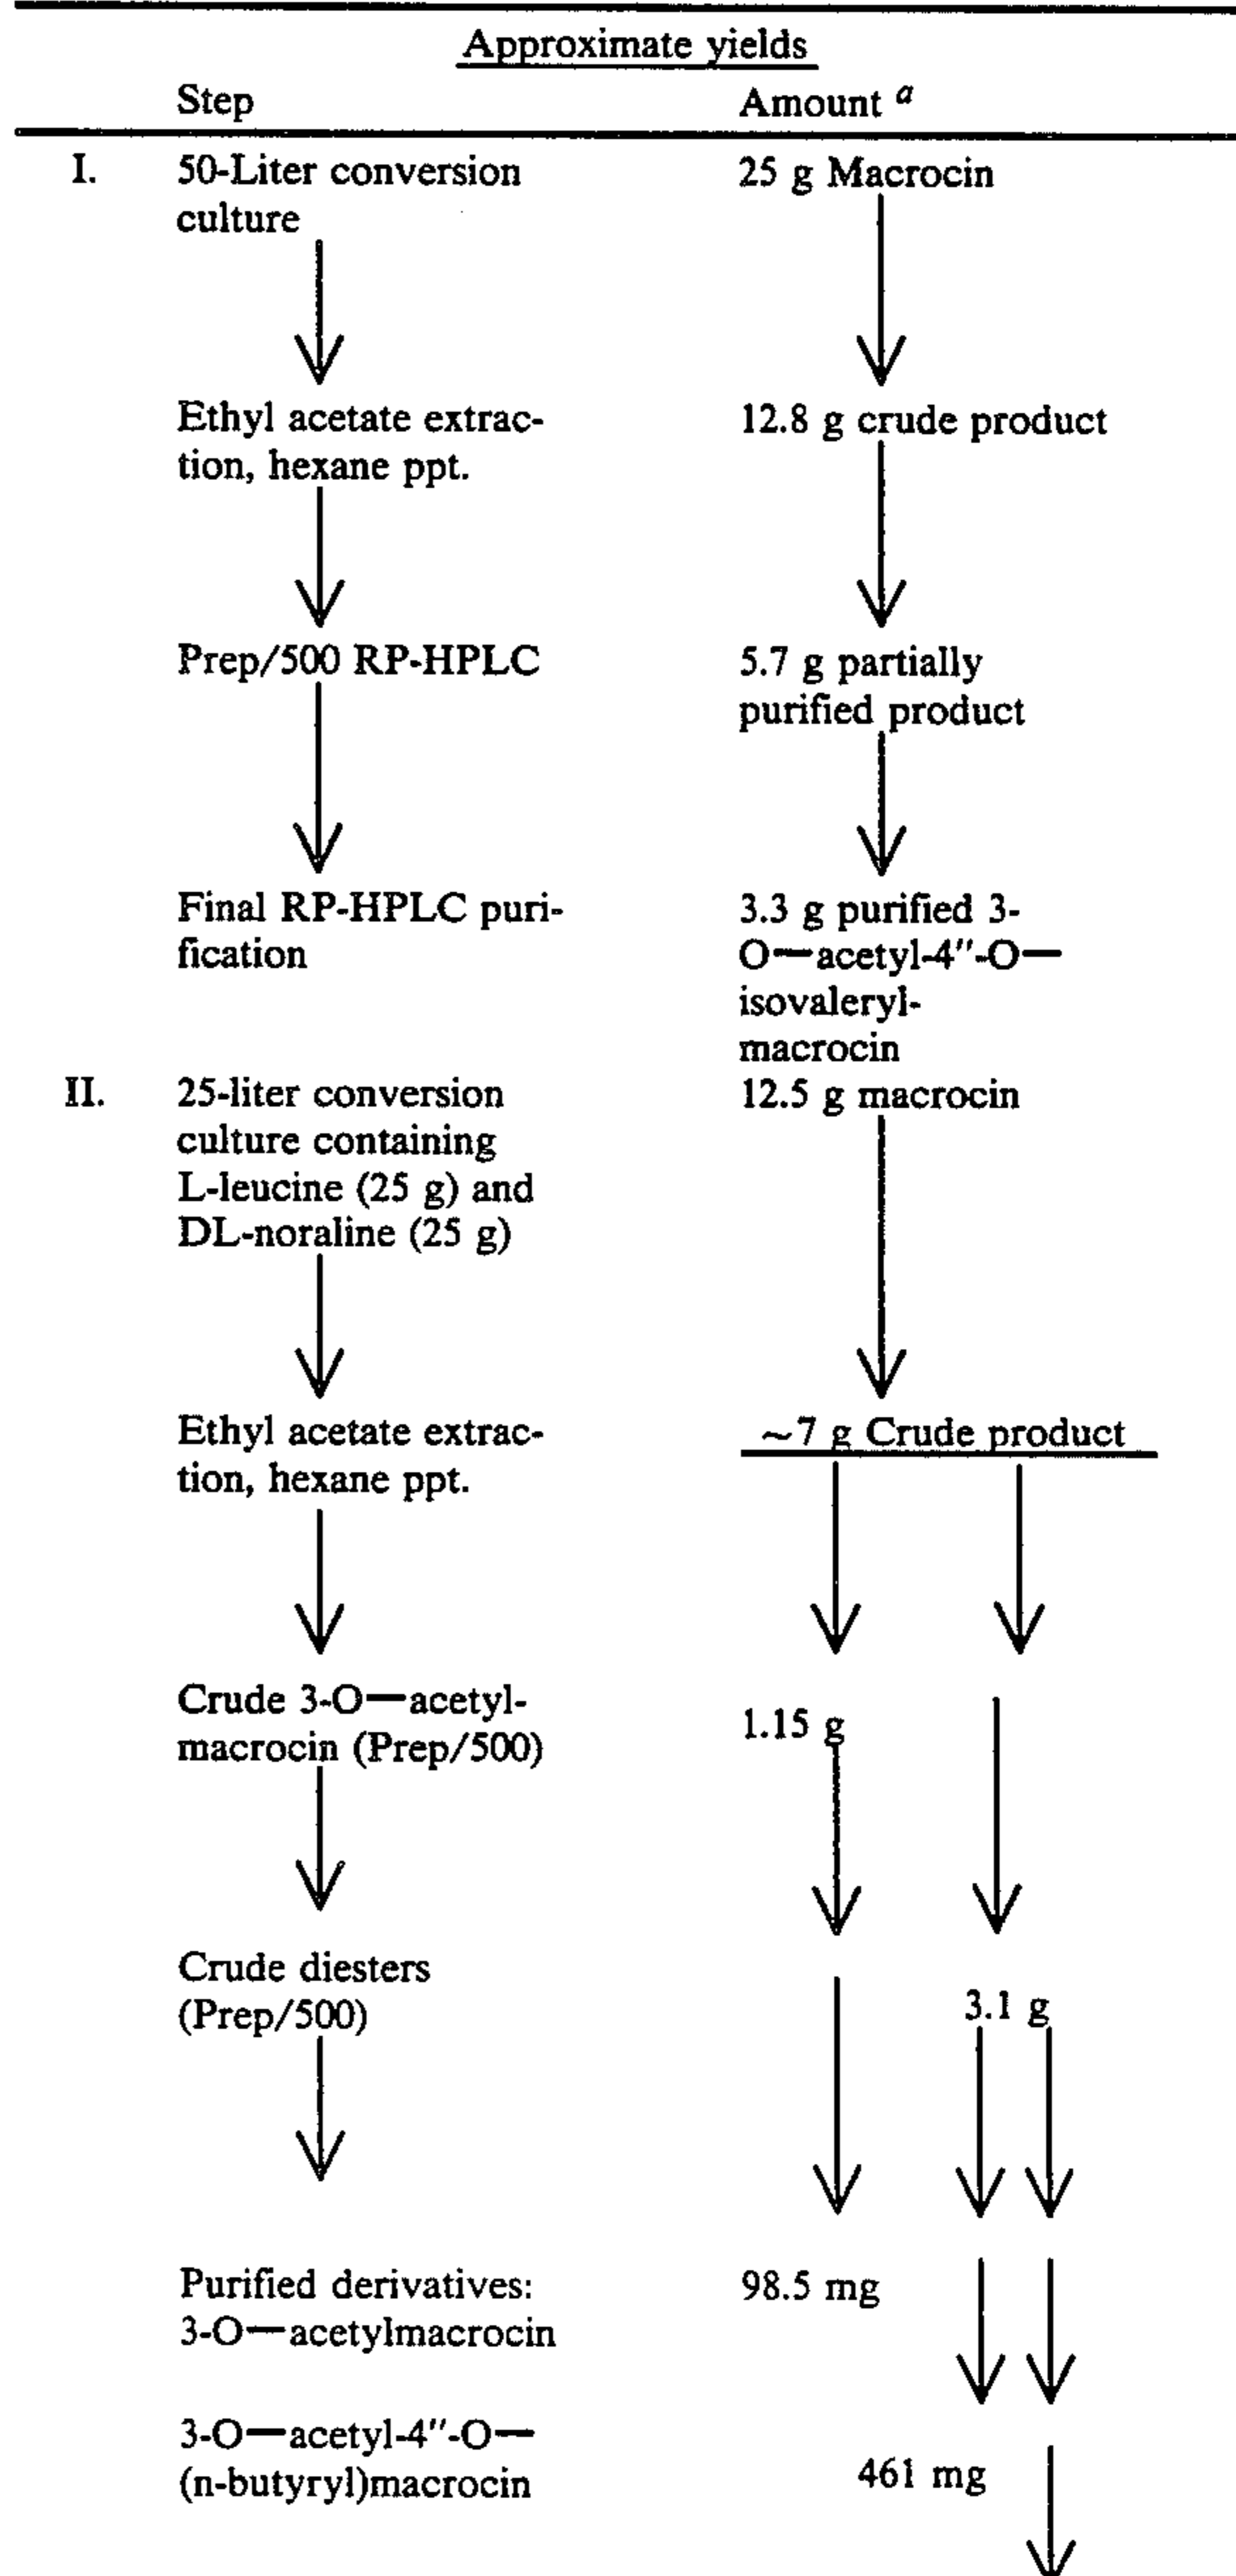 Approximate yields
Step Amount a
I. 50-Liter conversion 25 g Macrocin
culture
Ethyl acetate extrac- 12.8 g crude product
tion, hexane ppt.
Prep/500 RP-HPLC 5.7 g partially
purified product
Final RP-HPLC puri- 3.3 g purified 3-
fication O—acetyl-4″-O—
isovaleryl-
macrocin
II. 25-liter conversion 12.5 g macrocin
culture containing
L-leucine (25 g) and
DL-noraline (25 g)
Ethyl acetate extrac- ~7 g Crude product
tion, hexane ppt.
Crude 3-O—acetyl- 1.15 g
macrocin (Prep/500)
Crude diesters
(Prep/500) 3.1 g
Purified derivatives: 98.5 mg
3-O—acetylmacrocin
3-O—acetyl-4″-O—
(n-butyryl)macrocin 461 mg